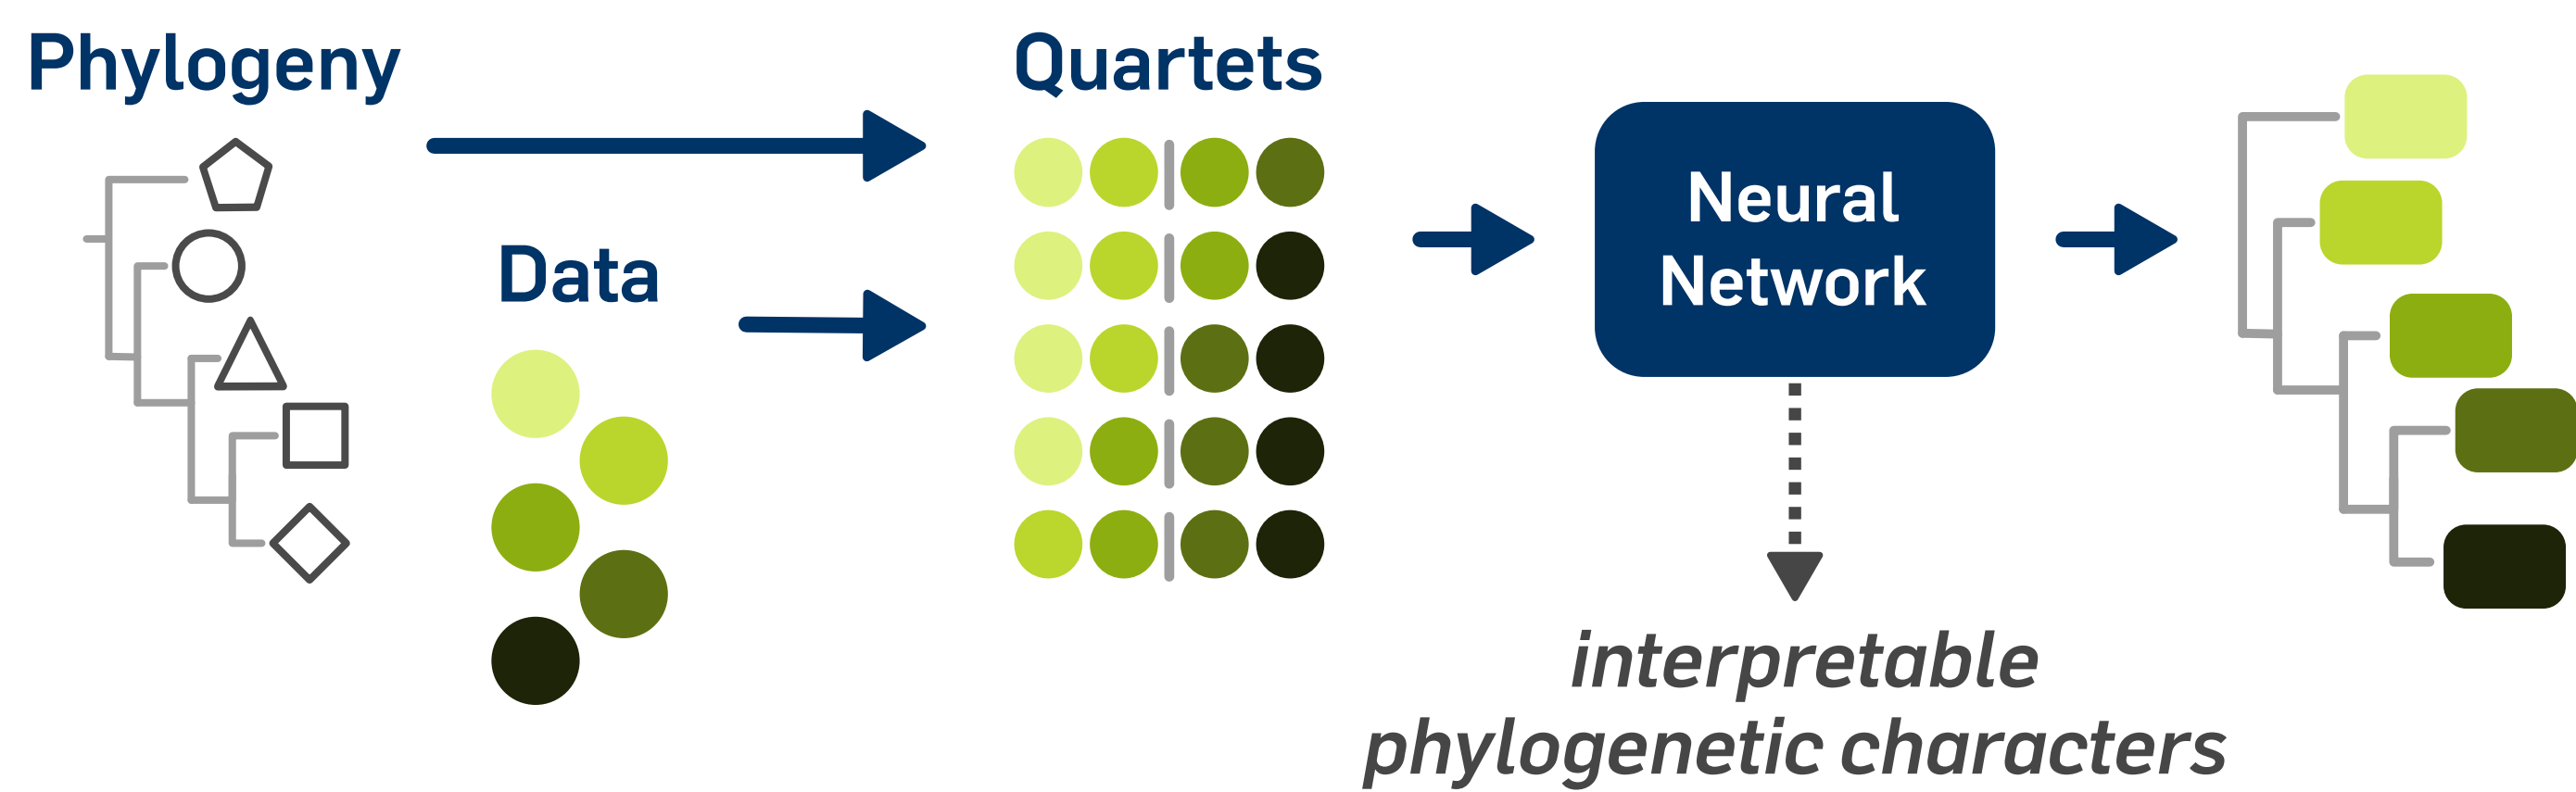 Phylogeny
Data
Quartets
Neural
Network
interpretable
phylogenetic characters